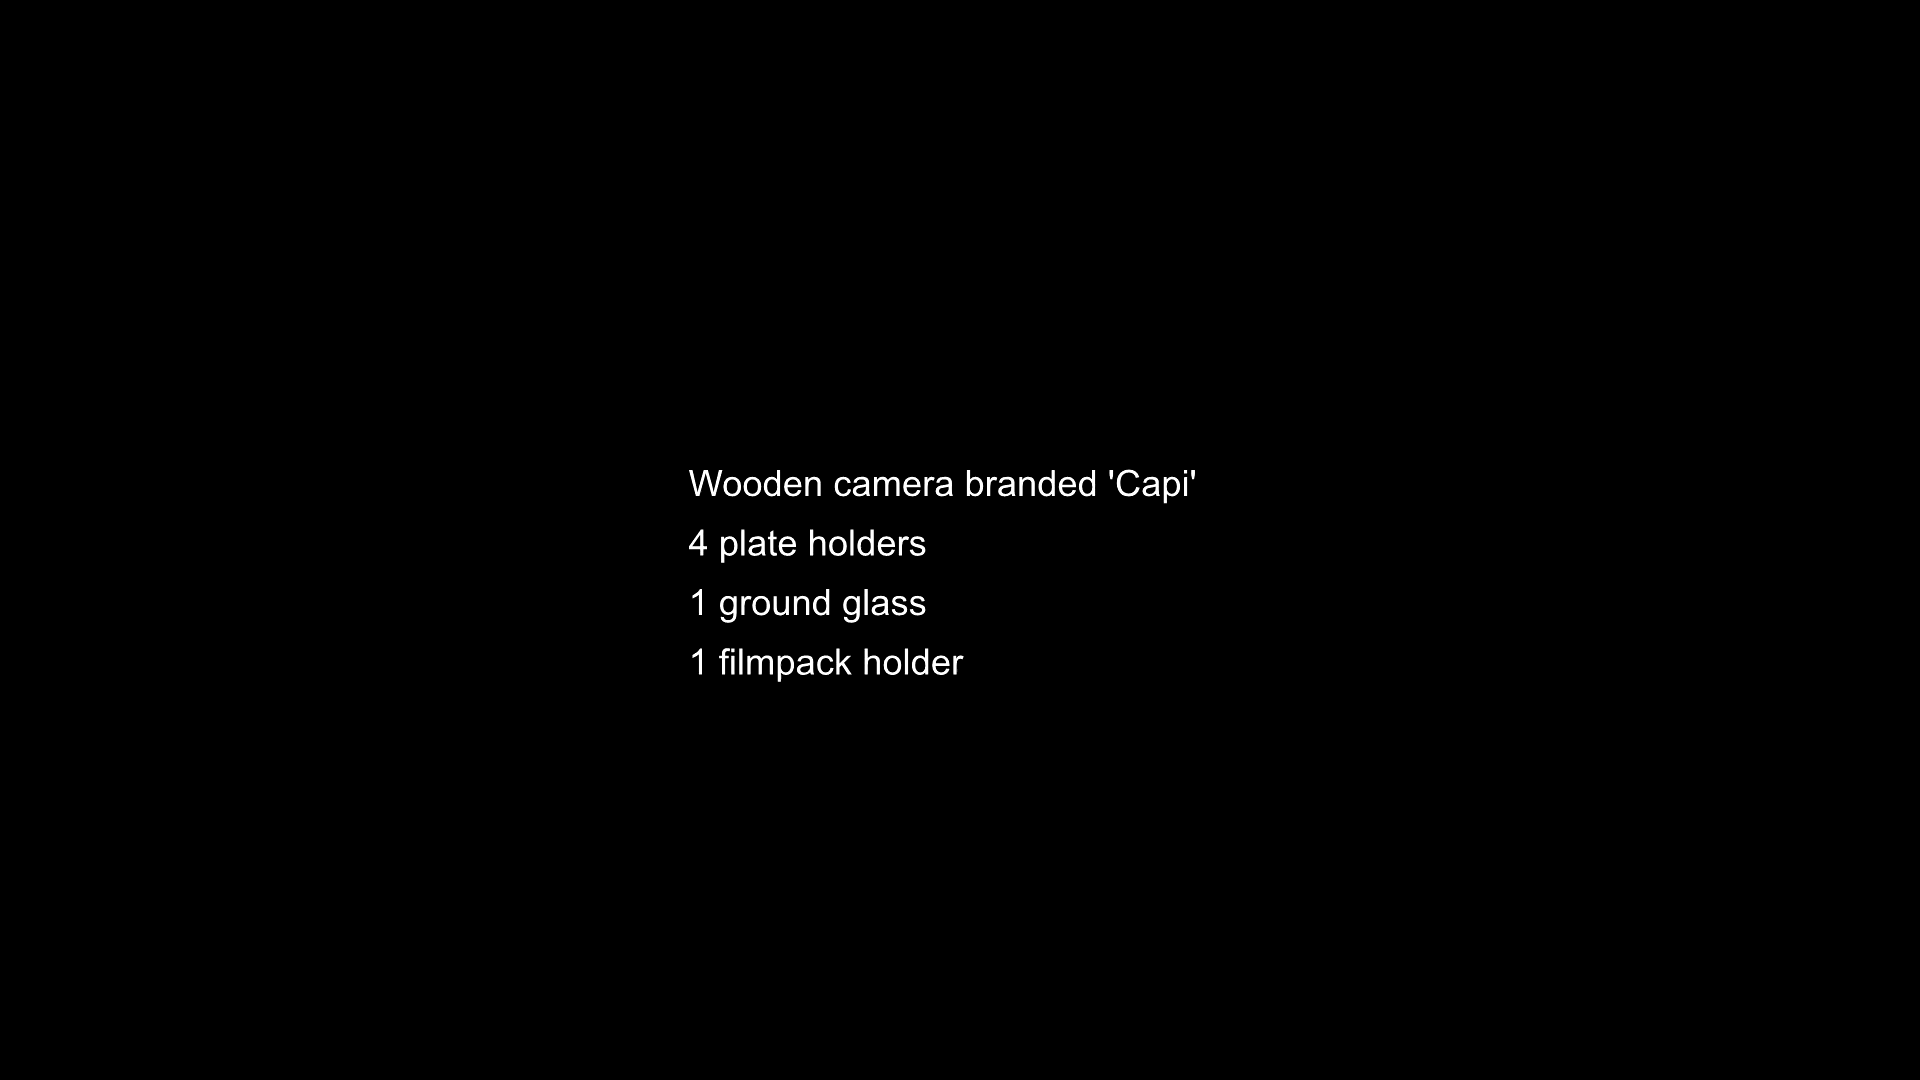 Wooden camera branded 'Capi'
4 plate holders
1 ground glass
1 filmpack holder